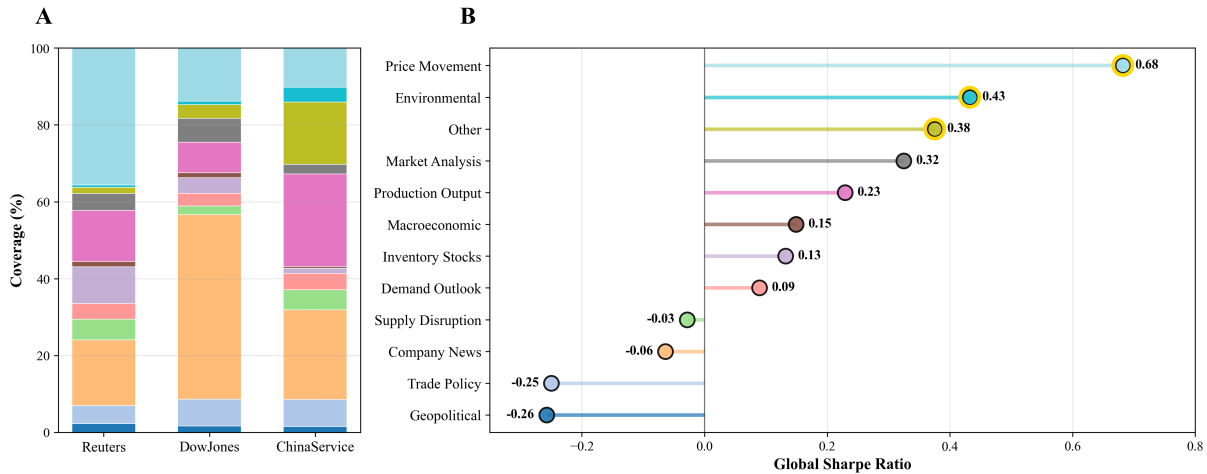 A
B
Coverage (%)
100
80
60
40
20
0
Reuters
DowJones
ChinaService
Price Movement
0.68
Environmental
0.43
Other
0.38
Market Analysis
0.32
Production Output
0.23
Macroeconomic
0.15
Inventory Stocks
0.13
Demand Outlook
0.09
Supply Disruption
-0.03
Company News
-0.06
Trade Policy
-0.25
Geopolitical
-0.26
−0.2
0.0
0.2
0.4
0.6
0.8
Global Sharpe Ratio